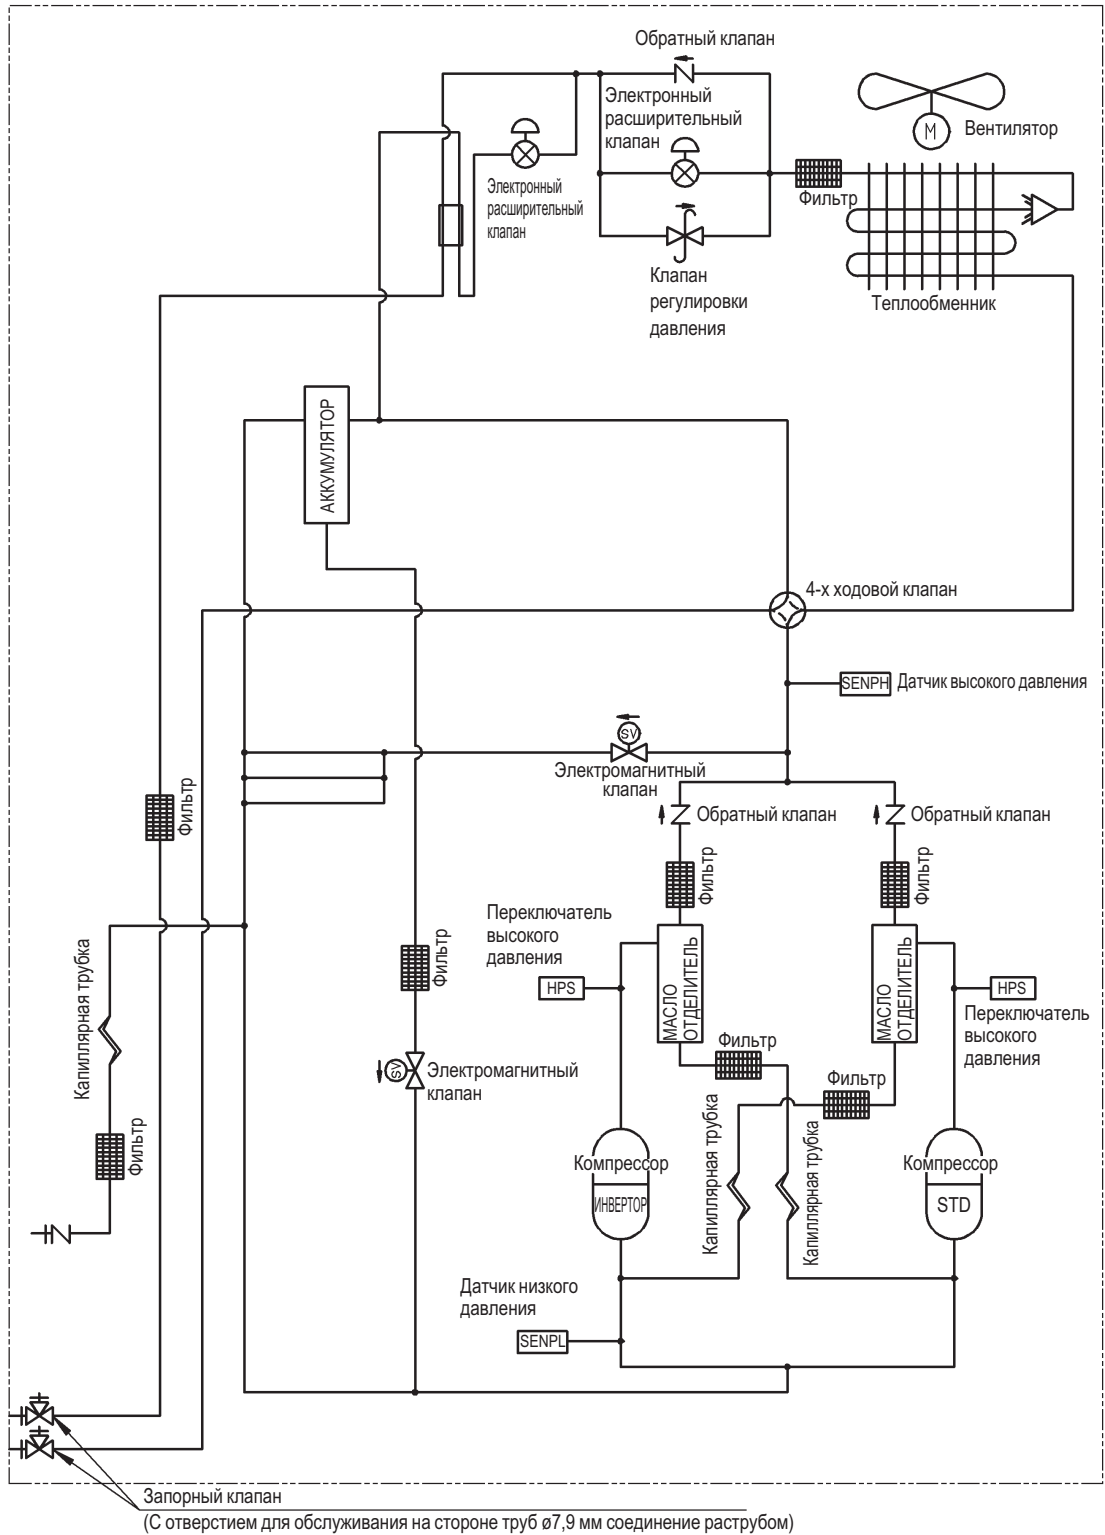 Обратный клапан
Электронный
расширительный
клапан
M
Вентилятор
Электронный
расширительный
клапан
Фильтр
Клапан
регулировки
давления
Теплообменник
АККУМУЛЯТОР
4-х ходовой клапан
SENPH
Датчик высокого давления
SV
Электромагнитный
клапан
Фильтр
Обратный клапан
Обратный клапан
Фильтр
Фильтр
Переключатель
высокого
давления
HPS
МАСЛО
ОТДЕЛИТЕЛЬ
МАСЛО
ОТДЕЛИТЕЛЬ
HPS
Переключатель
высокого
давления
Капиллярная трубка
Фильтр
Фильтр
SV
Электромагнитный
клапан
Фильтр
Фильтр
Капиллярная трубка
Капиллярная трубка
Компрессор
ИНВЕРТОР
Компрессор
STD
Датчик низкого
давления
SENPL
Запорный клапан
(С отверстием для обслуживания на стороне труб ø7,9 мм соединение раструбом)